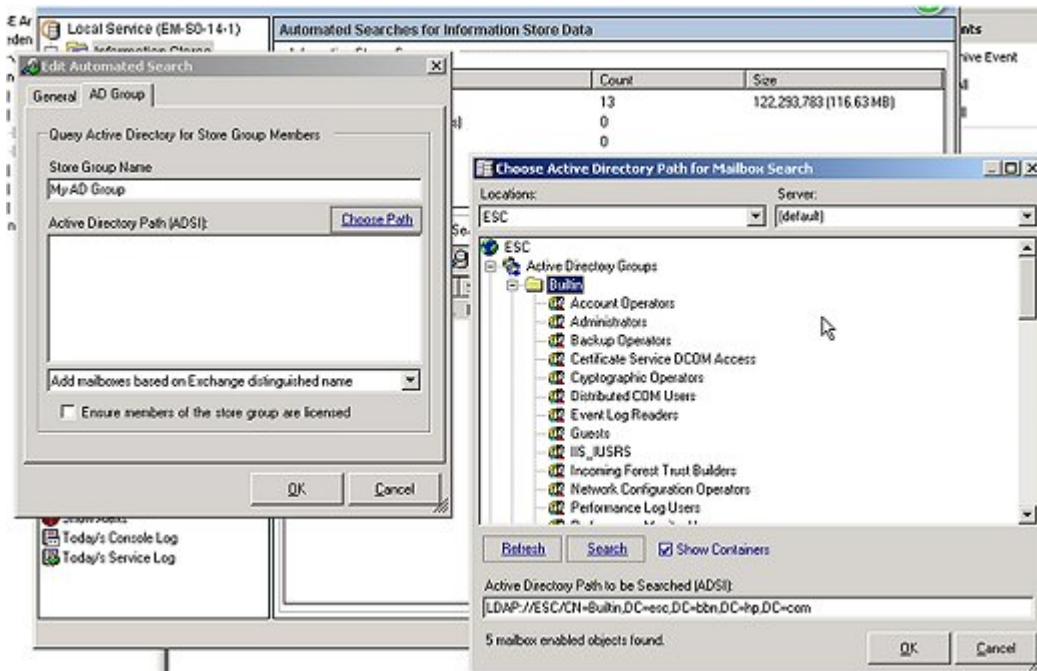 Local Service (EM-S0-14-1)
Automated Searches for Information Store Data
Edit Automated Search
General
AD Group
Query Active Directory for Store Group Members
Store Group Name
My AD Group
Active Directory Path (ADSI):
Choose Path
Add mailboxes based on Exchange distinguished name
Ensure members of the store group are licensed
OK
Cancel
Today's Console Log
Today's Service Log
Count
Size
13
122,293,783 (116.63 MB)
0
0
nts
hive Event
Choose Active Directory Path for Mailbox Search
Locations:
Server:
ESC
(default)
ESC
Active Directory Groups
Builtin
Account Operators
Administrators
Backup Operators
Certificate Service DCOM Access
Cryptographic Operators
Distributed COM Users
Event Log Readers
Guests
IIS_IUSRS
Incoming Forest Trust Builders
Network Configuration Operators
Performance Log Users
Refresh
Search
Show Containers
Active Directory Path to be Searched (ADSI):
LDAP://ESC/CN=Builtin,DC=esc,DC=bbn,DC=hp,DC=com
5 mailbox enabled objects found.
OK
Cancel